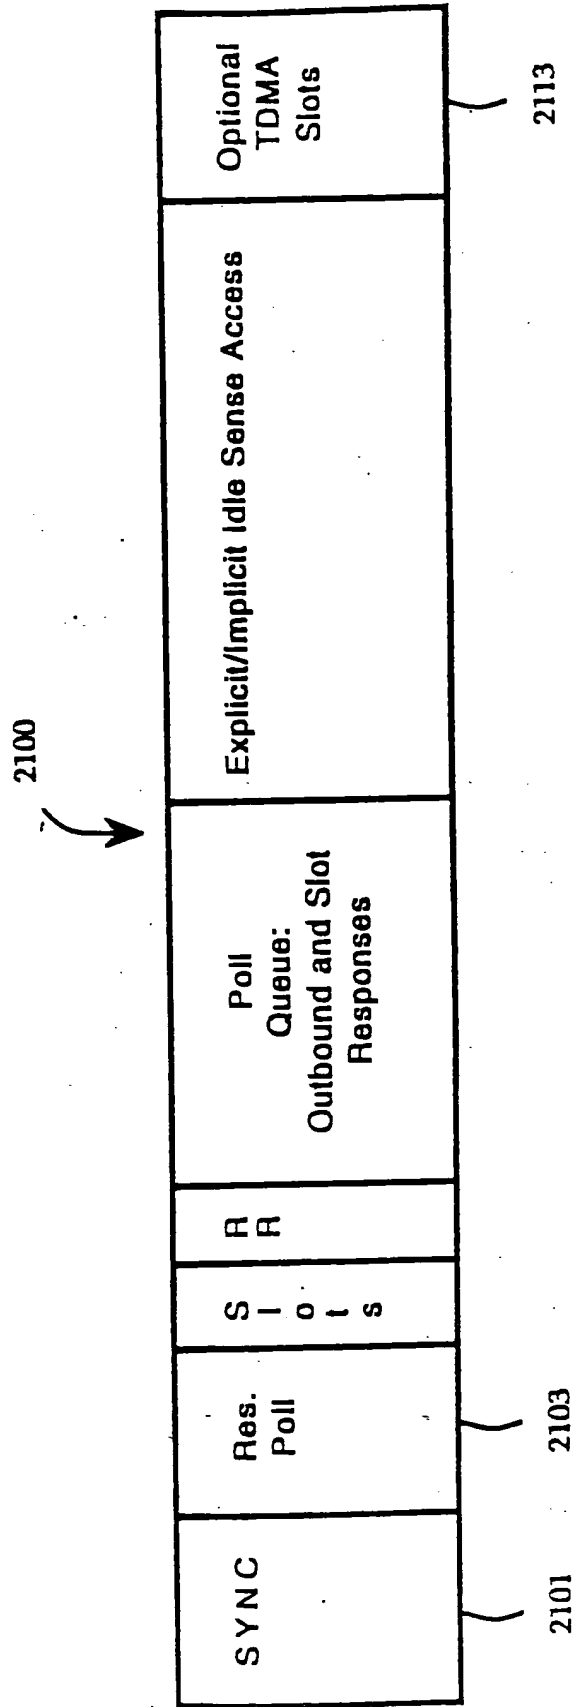 2100
SYNC
Res.
Poll
S
l
o
t
s
R
R
Poll
Queue:
Outbound and Slot
Responses
Explicit/Implicit Idle Sense Access
Optional
TDMA
Slots
2101
2103
2113